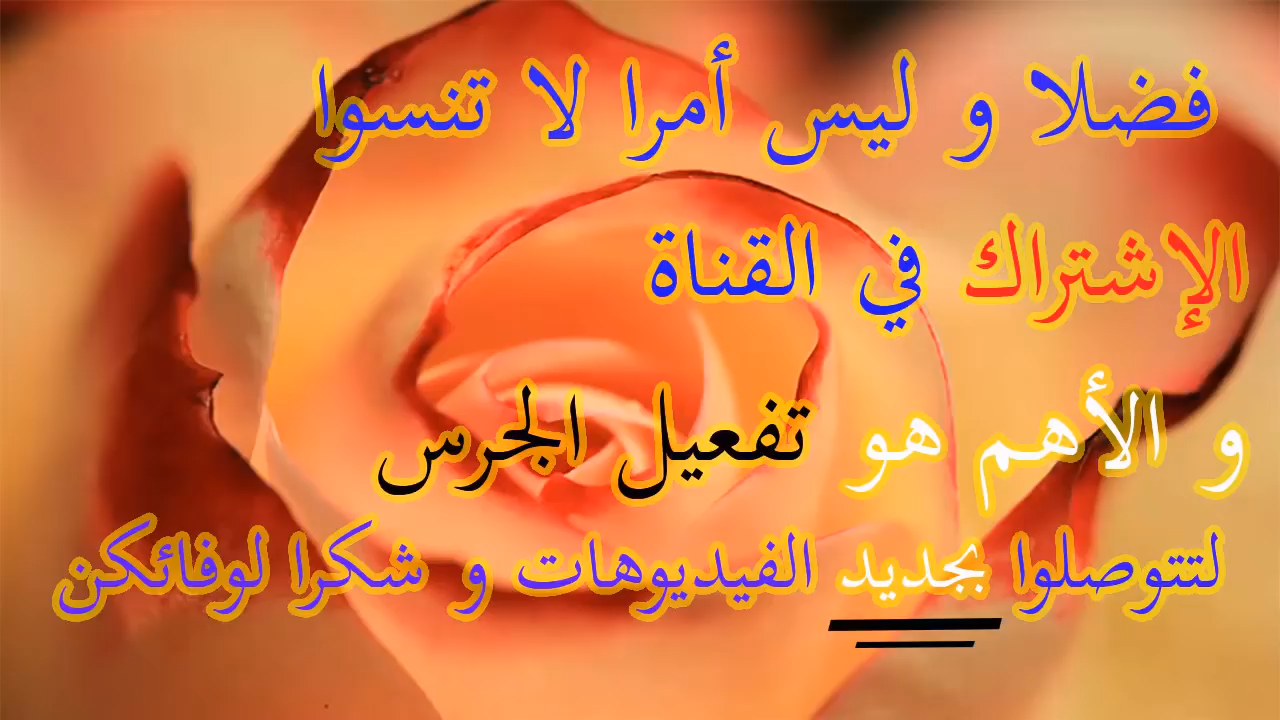 فضلا و ليس أمرا لا تنسوا
الإشتراك في القناة
و الأهم هو تفعيل الجرس
لتتوصلوا بجديد الفيديوهات و شكرا لوفائكن